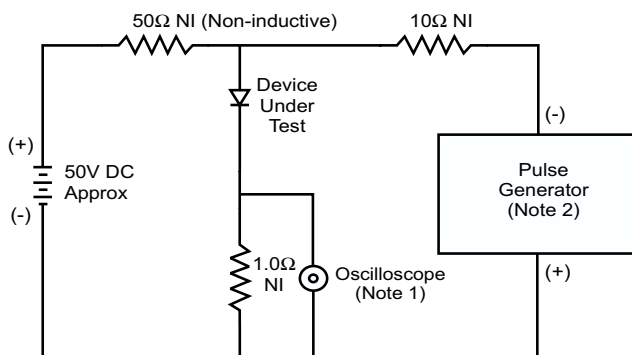 50Ω NI (Non-inductive)
10Ω NI
Device
Under
Test
(-)
(+)
50V DC
Approx
(-)
Pulse
Generator
(Note 2)
1.0Ω
NI
Oscilloscope
(Note 1)
(+)